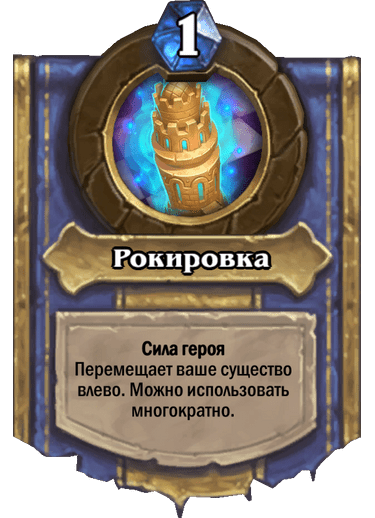 1
Рокировка
Сила героя
Перемещает ваше существо
влево. Можно использовать
многократно.